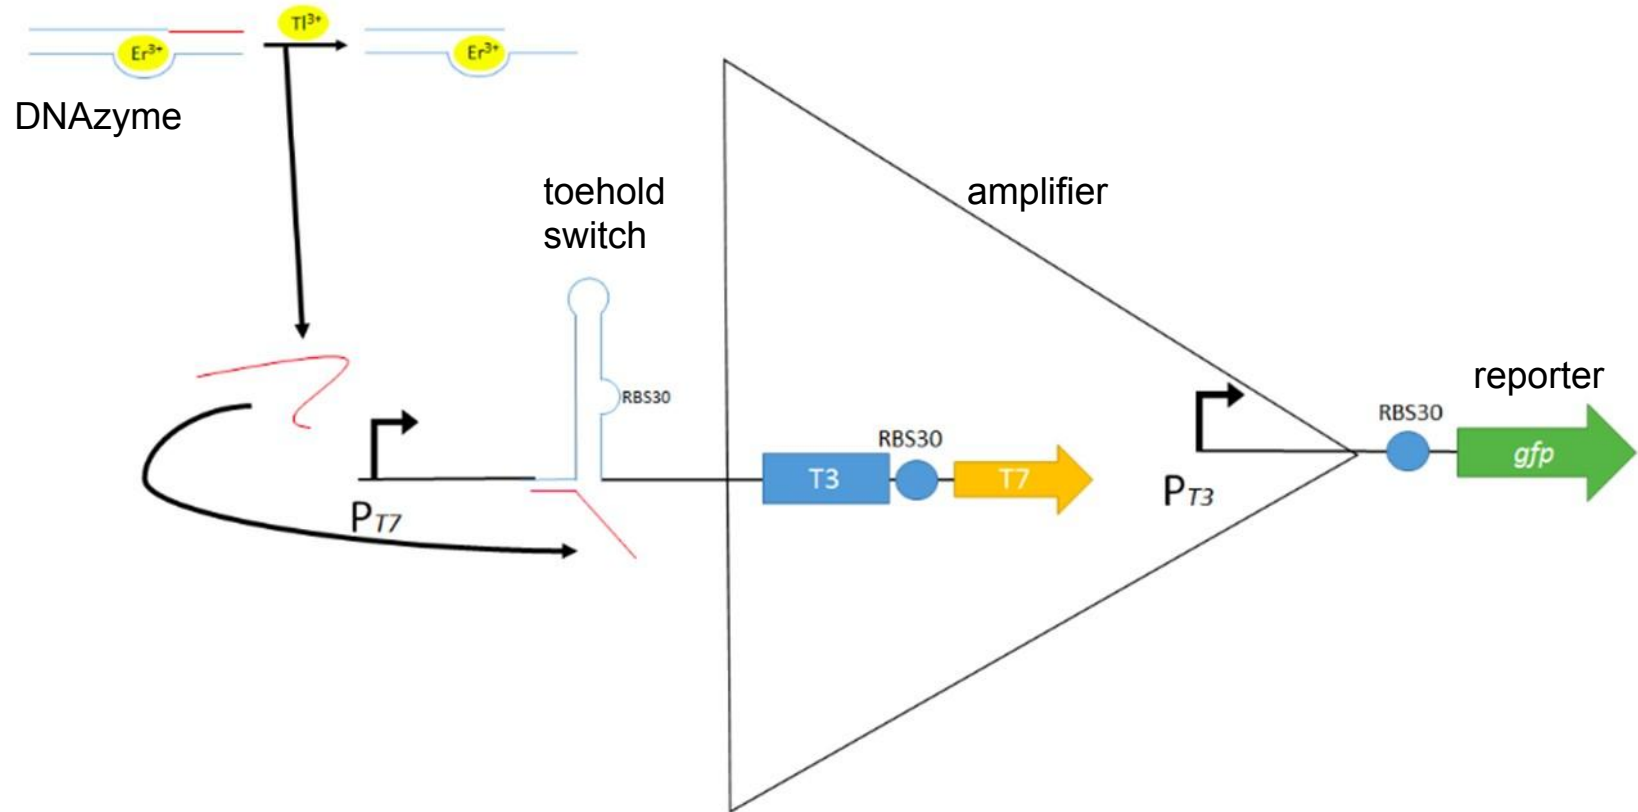 Tl³⁺
Er³⁺
Er³⁺
DNAzyme
toehold
switch
amplifier
reporter
RBS30
RBS30
RBS30
T3
T7
gfp
PT7
PT3